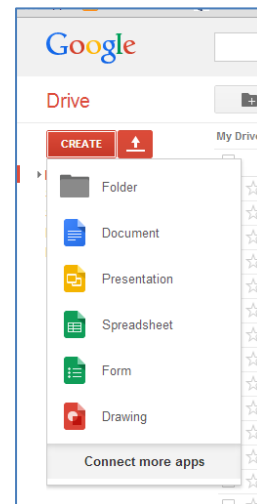 Google
Drive
CREATE
My Drive
Folder
Document
Presentation
Spreadsheet
Form
Drawing
Connect more apps